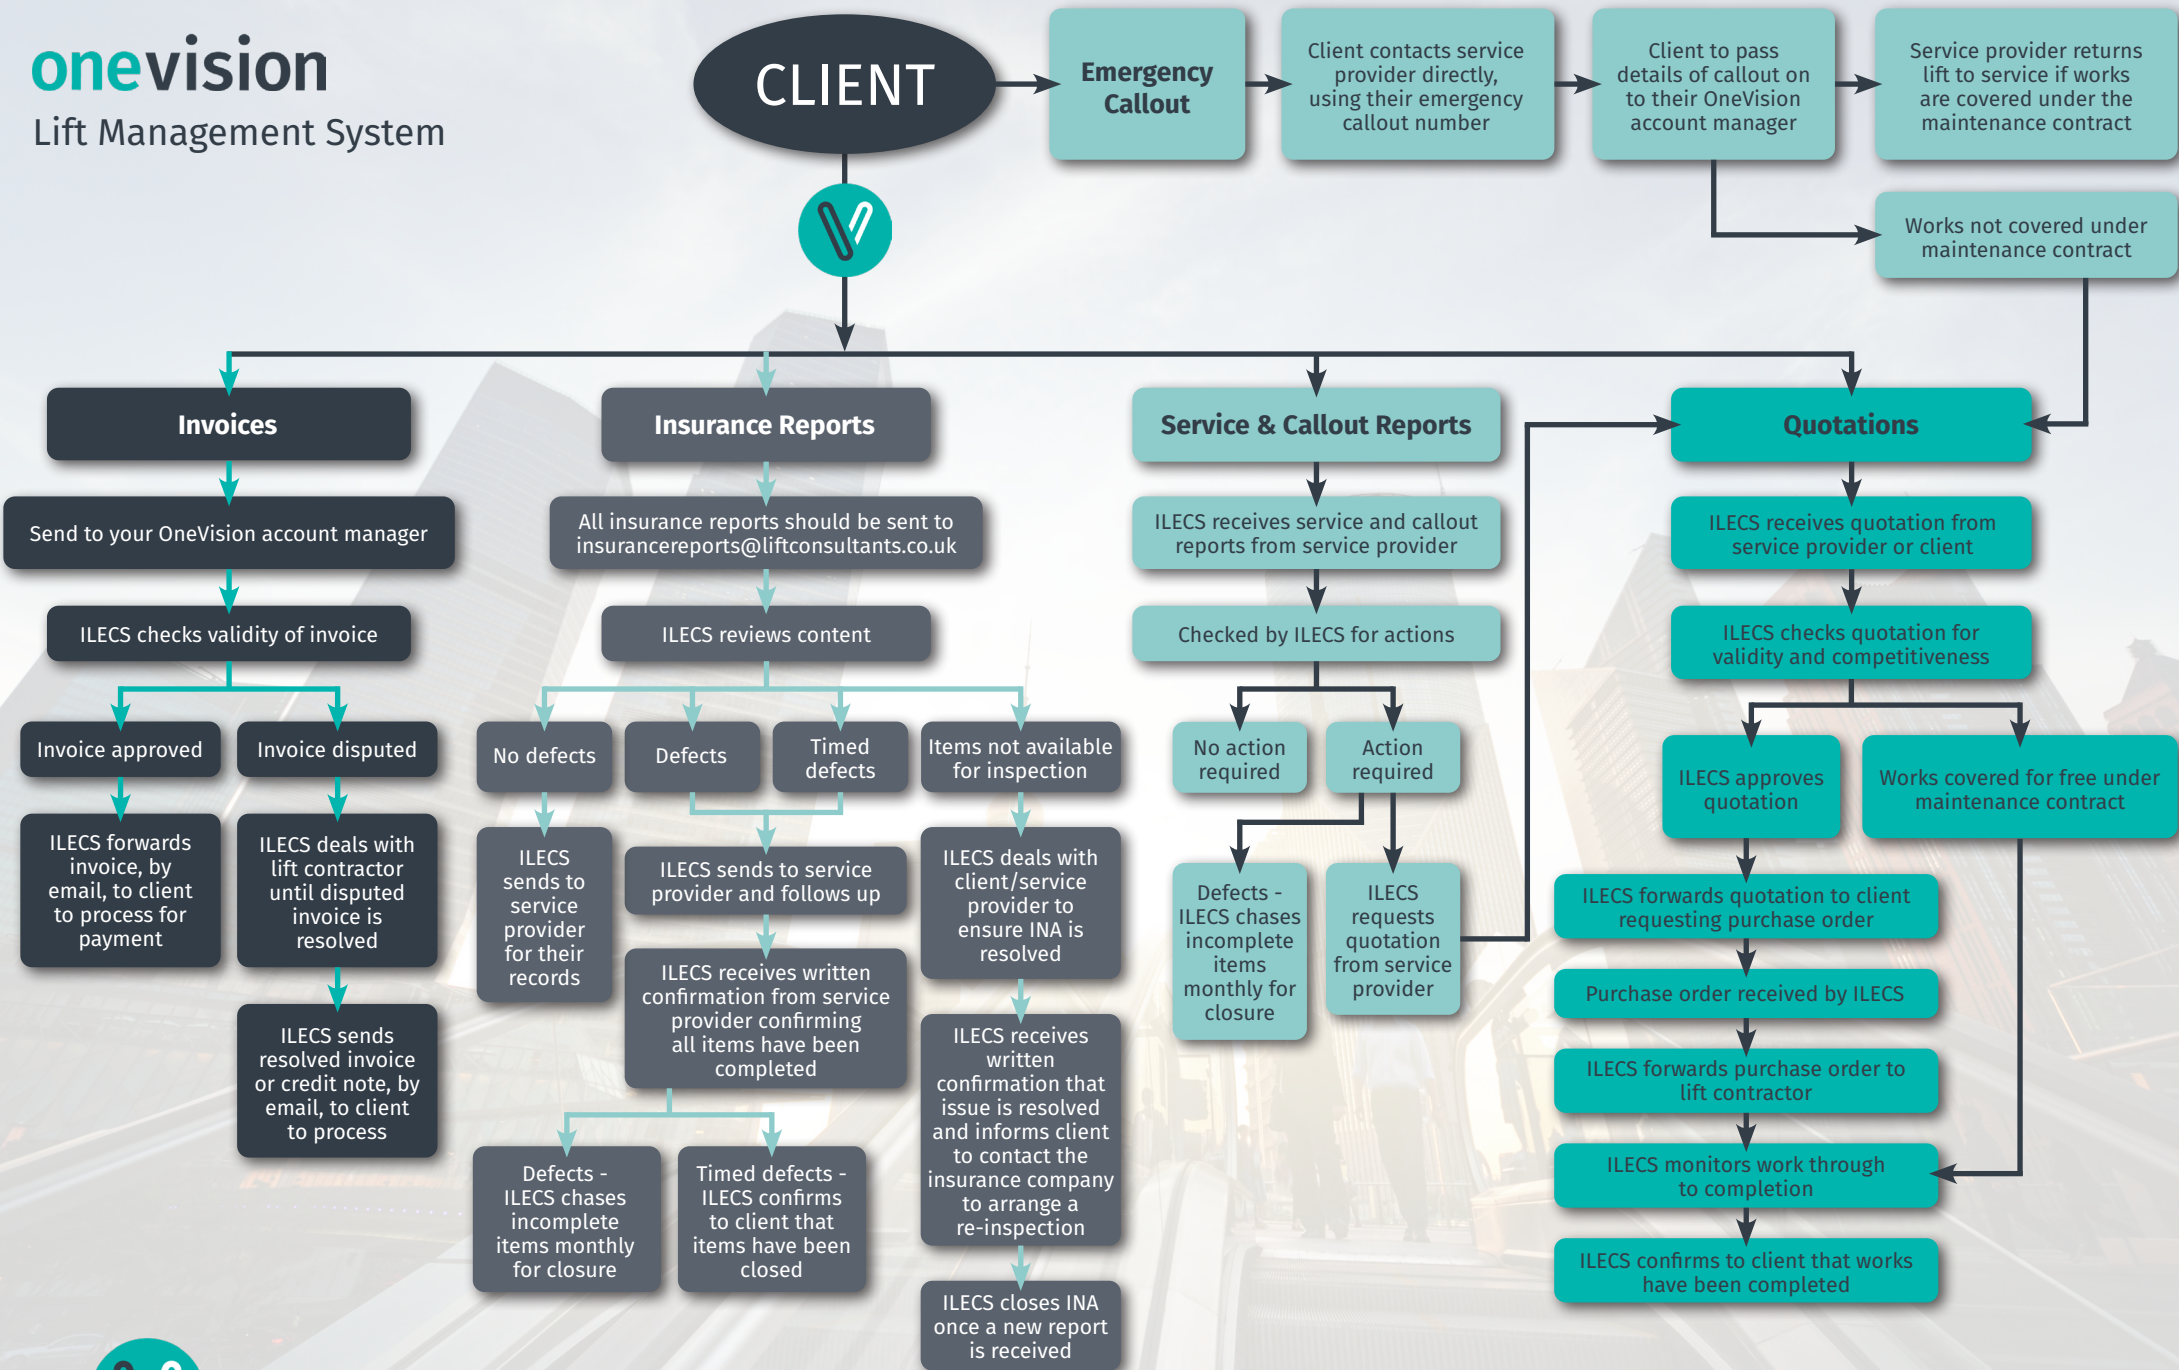 onevision
Lift Management System
CLIENT
Emergency
Callout
Client contacts service
provider directly,
using their emergency
callout number
Client to pass
details of callout on
to their OneVision
account manager
Service provider returns
lift to service if works
are covered under the
maintenance contract
Works not covered under
maintenance contract
Invoices
Send to your OneVision account manager
ILECS checks validity of invoice
Invoice approved
ILECS forwards
invoice, by
email, to client
to process for
payment
Invoice disputed
ILECS deals with
lift contractor
until disputed
invoice is
resolved
ILECS sends
resolved invoice
or credit note, by
email, to client
to process
Insurance Reports
All insurance reports should be sent to
insurancereports@liftconsultants.co.uk
ILECS reviews content
No defects
ILECS
sends to
service
provider
for their
records
Defects
Timed
defects
ILECS sends to service
provider and follows up
ILECS receives written
confirmation from service
provider confirming
all items have been
completed
Defects -
ILECS chases
incomplete
items monthly
for closure
Timed defects -
ILECS confirms
to client that
items have been
closed
Items not available
for inspection
ILECS deals with
client/service
provider to
ensure INA is
resolved
ILECS receives
written
confirmation that
issue is resolved
and informs client
to contact the
insurance company
to arrange a
re-inspection
ILECS closes INA
once a new report
is received
Service & Callout Reports
ILECS receives service and callout
reports from service provider
Checked by ILECS for actions
No action
required
Action
required
Defects -
ILECS chases
incomplete
items
monthly for
closure
ILECS
requests
quotation
from service
provider
Quotations
ILECS receives quotation from
service provider or client
ILECS checks quotation for
validity and competitiveness
ILECS approves
quotation
Works covered for free under
maintenance contract
ILECS forwards quotation to client
requesting purchase order
Purchase order received by ILECS
ILECS forwards purchase order to
lift contractor
ILECS monitors work through
to completion
ILECS confirms to client that works
have been completed